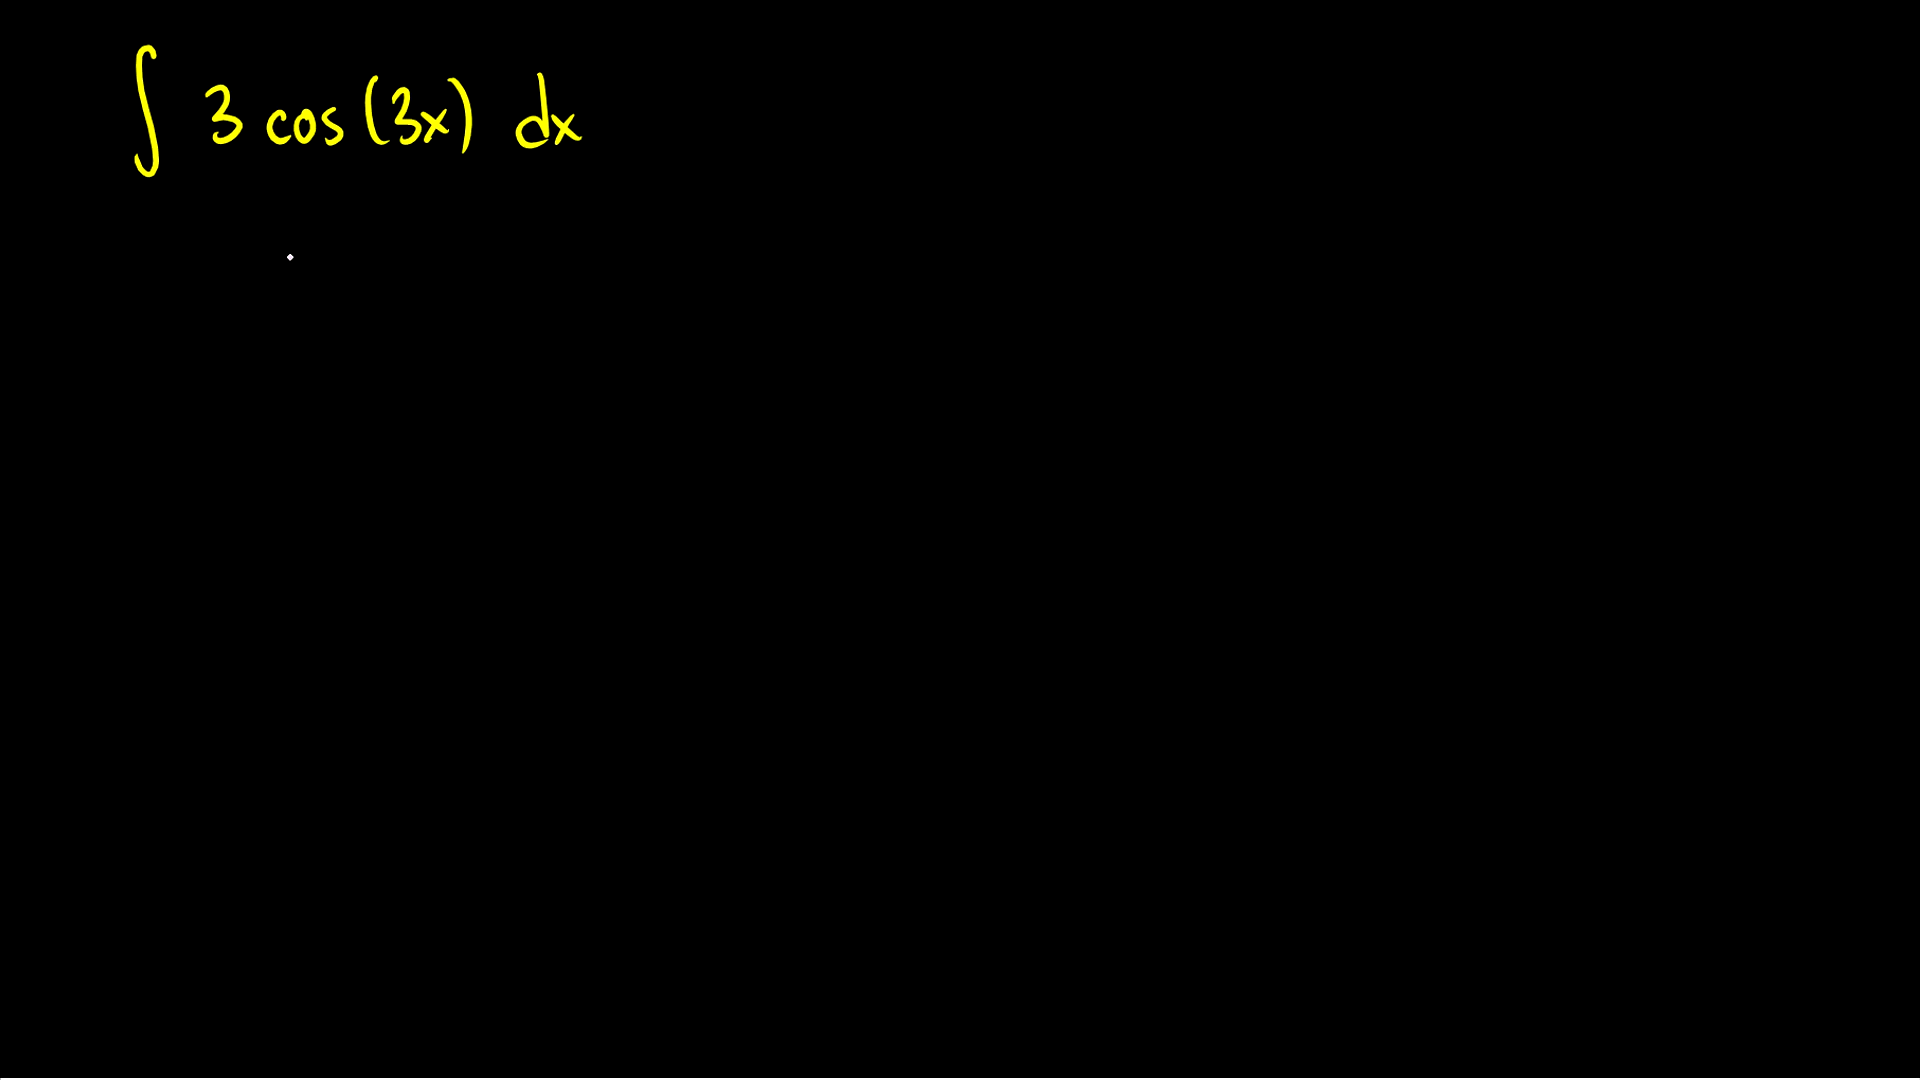 ∫ 3 cos(3x) dx